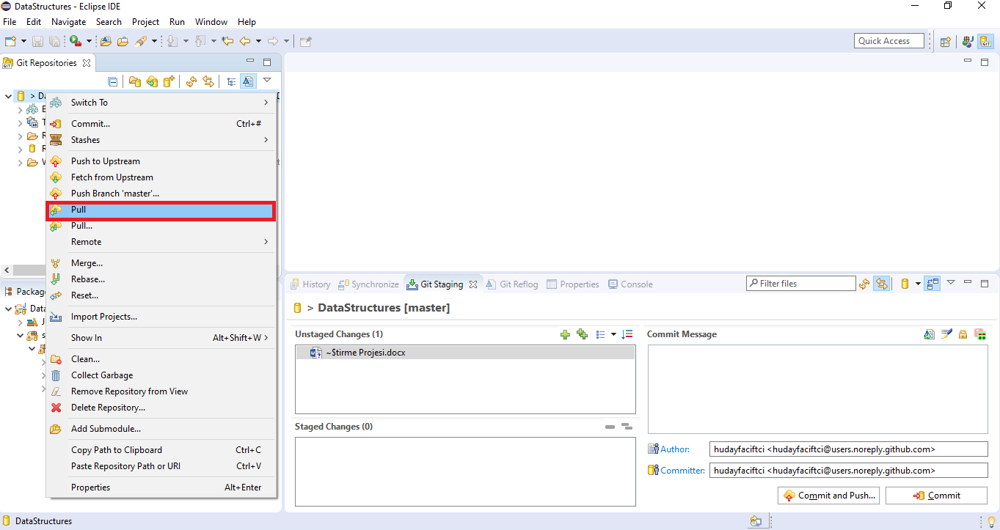 DataStructures - Eclipse IDE
File Edit Navigate Search Project Run Window Help
Quick Access
GIT
Git Repositories
Switch To
Commit... Ctrl+#
Stashes
Push to Upstream
Fetch from Upstream
Push Branch 'master'...
Pull
Pull...
Remote
Merge...
Rebase...
Reset...
Import Projects...
Show In Alt+Shift+W
Clean...
Collect Garbage
Remove Repository from View
Delete Repository...
Add Submodule...
Copy Path to Clipboard Ctrl+C
Paste Repository Path or URI Ctrl+V
Properties Alt+Enter
History Synchronize Git Staging Git Reflog Properties Console
Filter files
> DataStructures [master]
Unstaged Changes (1)
~$tirme Projesi.docx
Staged Changes (0)
Commit Message
Author: hudayfaciftci <hudayfaciftci@users.noreply.github.com>
Committer: hudayfaciftci <hudayfaciftci@users.noreply.github.com>
Commit and Push... Commit
DataStructures